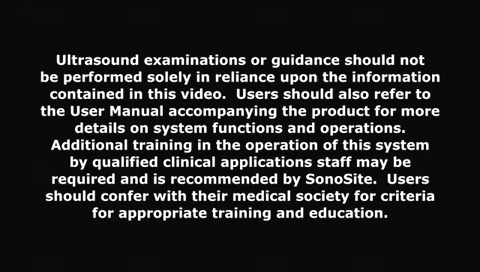 Ultrasound examinations or guidance should not
be performed solely in reliance upon the information
contained in this video.  Users should also refer to
the User Manual accompanying the product for more
details on system functions and operations.
Additional training in the operation of this system
by qualified clinical applications staff may be
required and is recommended by SonoSite.  Users
should confer with their medical society for criteria
for appropriate training and education.